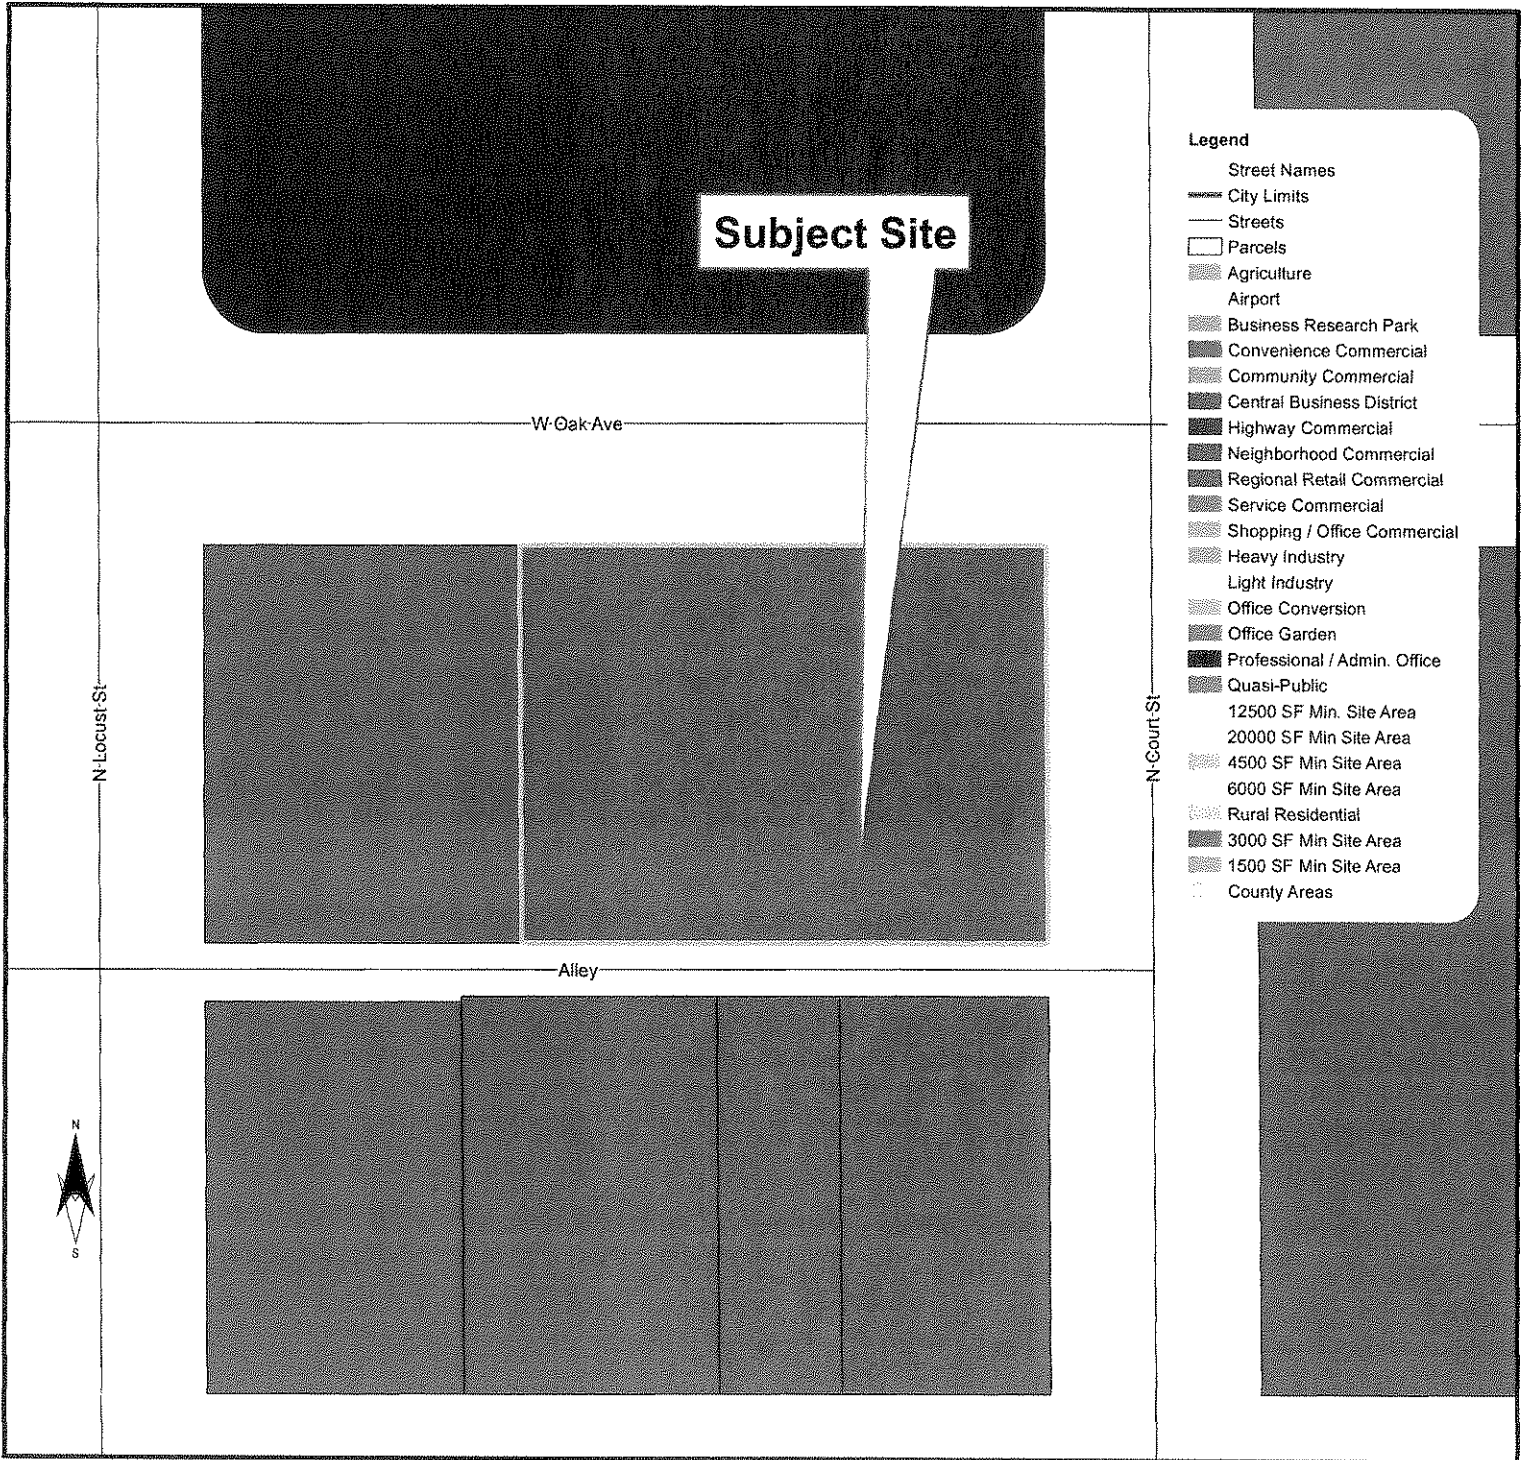 Subject Site
W Oak Ave
N Locust St
N Court St
Alley
N
S
Legend
Street Names
City Limits
Streets
Parcels
Agriculture
Airport
Business Research Park
Convenience Commercial
Community Commercial
Central Business District
Highway Commercial
Neighborhood Commercial
Regional Retail Commercial
Service Commercial
Shopping / Office Commercial
Heavy Industry
Light Industry
Office Conversion
Office Garden
Professional / Admin. Office
Quasi-Public
12500 SF Min. Site Area
20000 SF Min Site Area
4500 SF Min Site Area
6000 SF Min Site Area
Rural Residential
3000 SF Min Site Area
1500 SF Min Site Area
County Areas